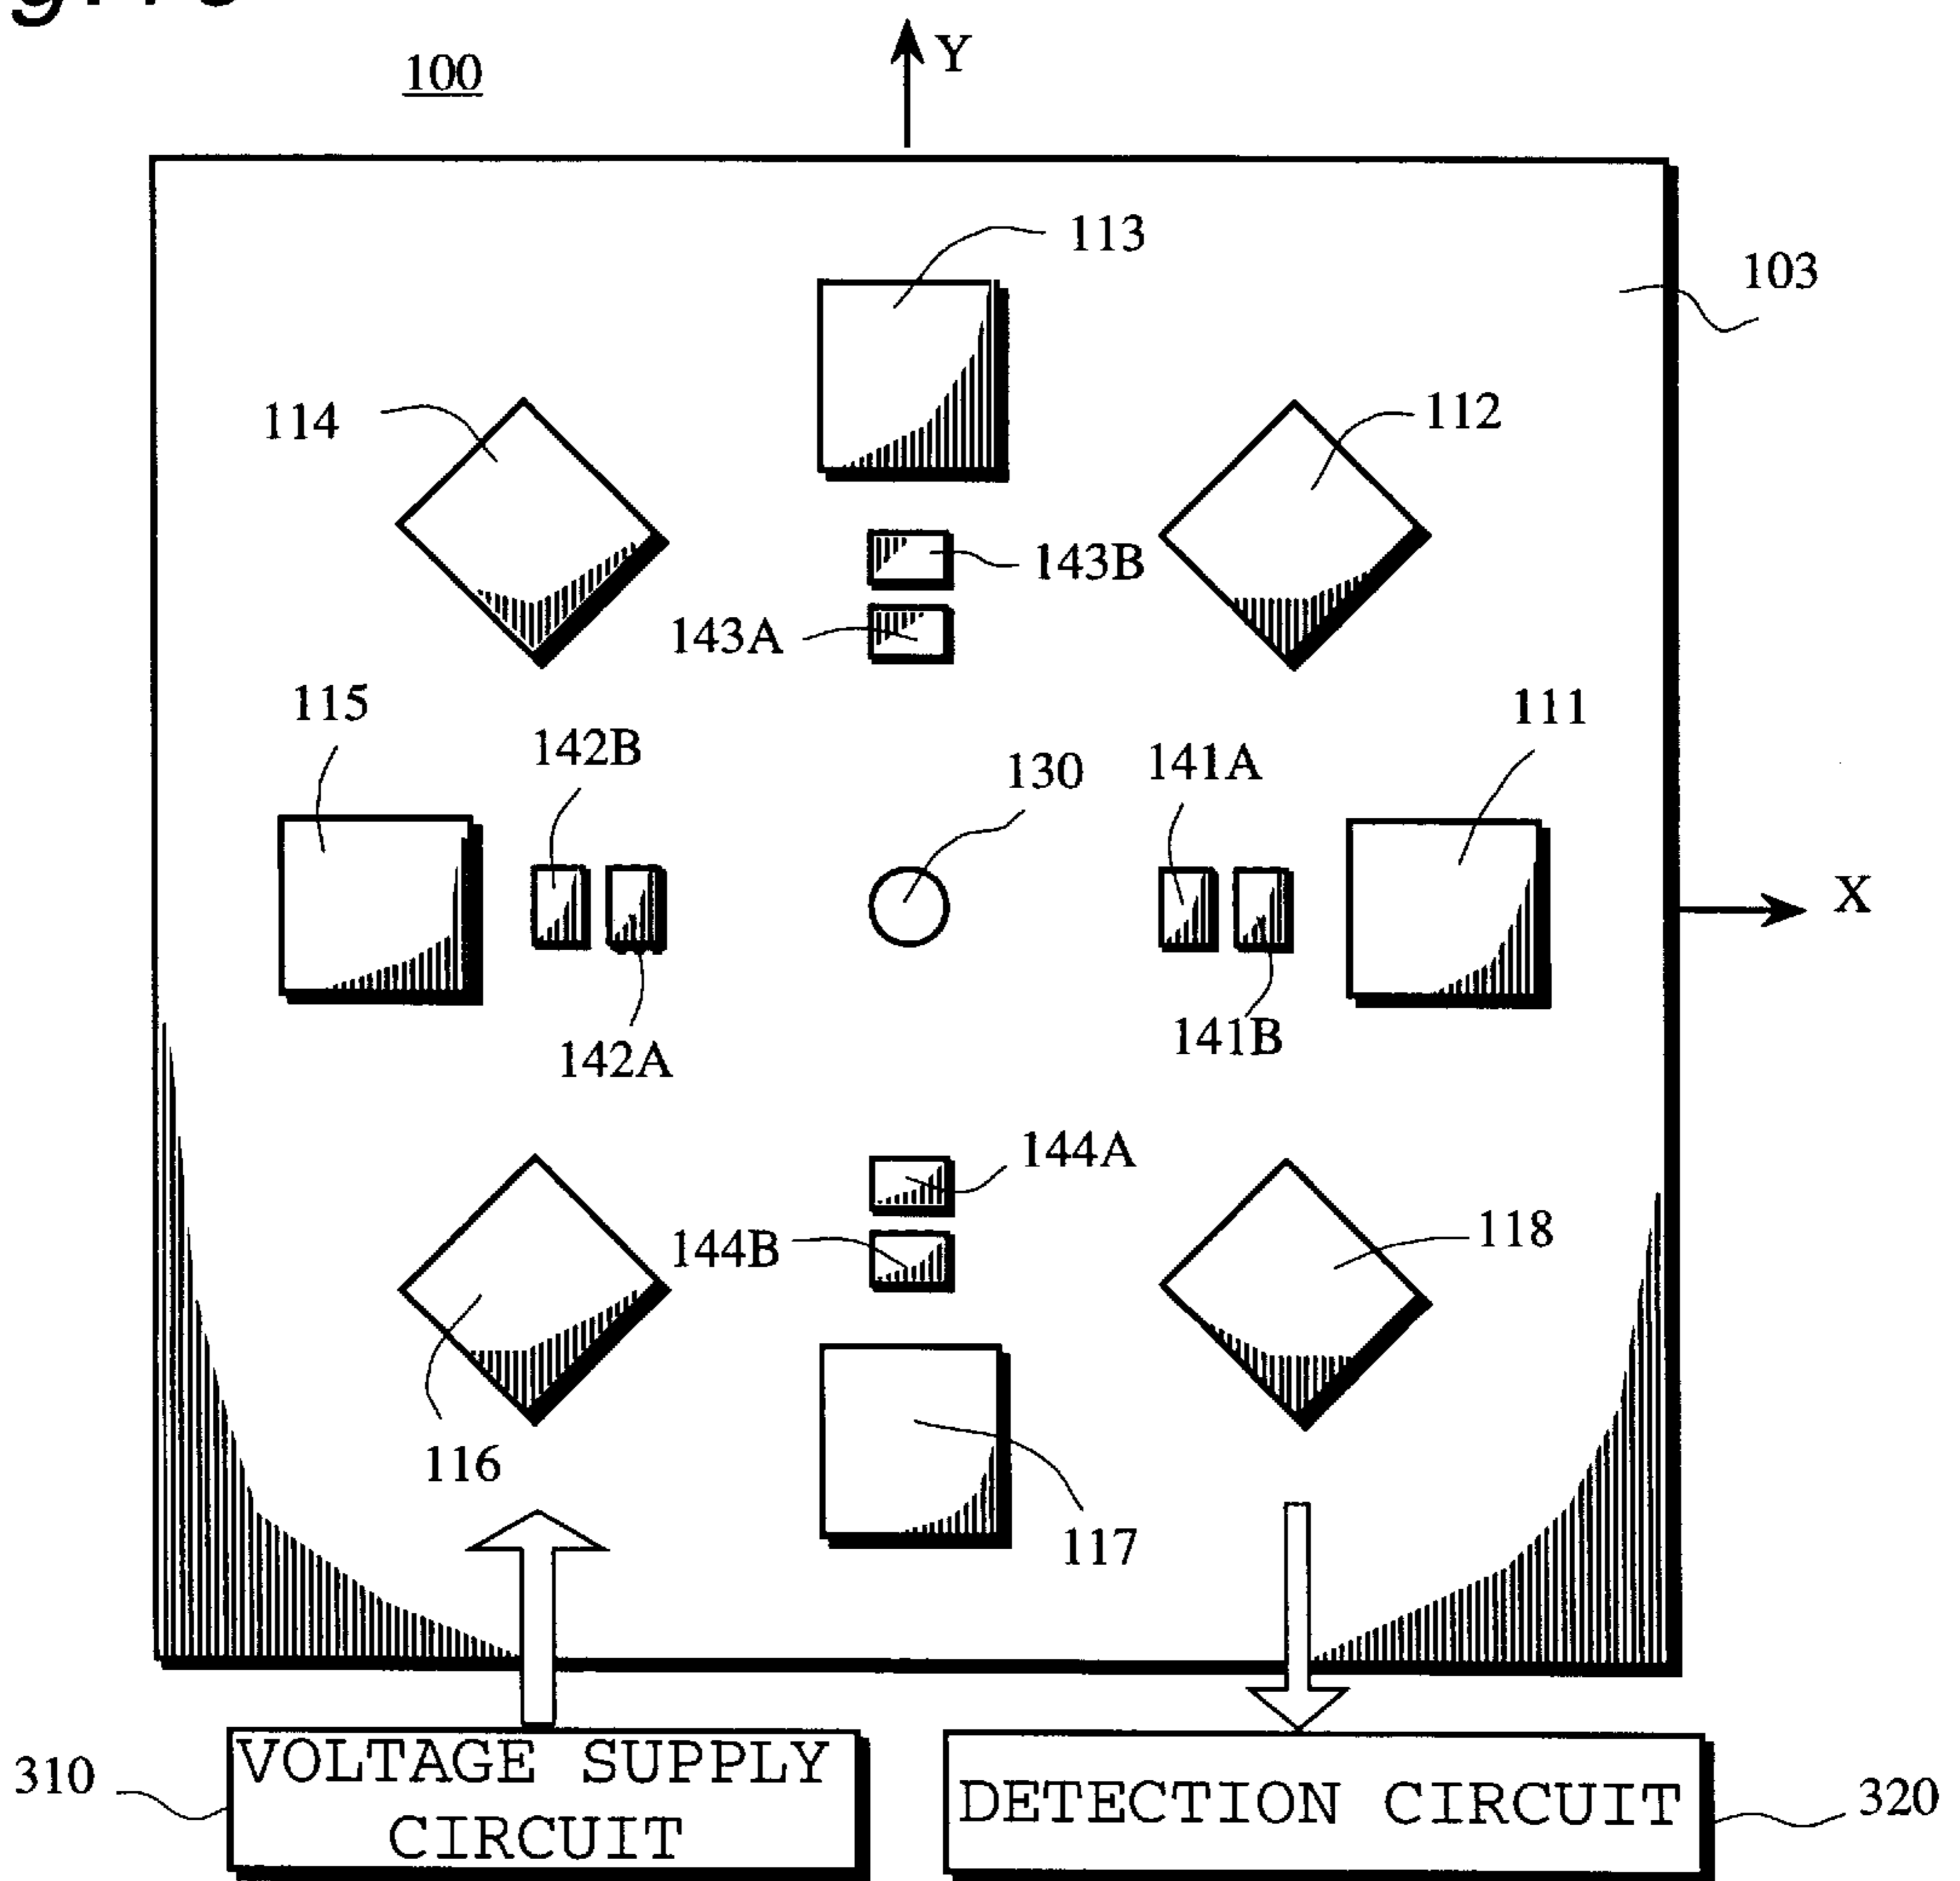 100
Y
113
103
114
112
143B
143A
115
111
142B
141A
130
X
142A
141B
144A
144B
118
116
117
310
VOLTAGE SUPPLY
CIRCUIT
DETECTION CIRCUIT
320